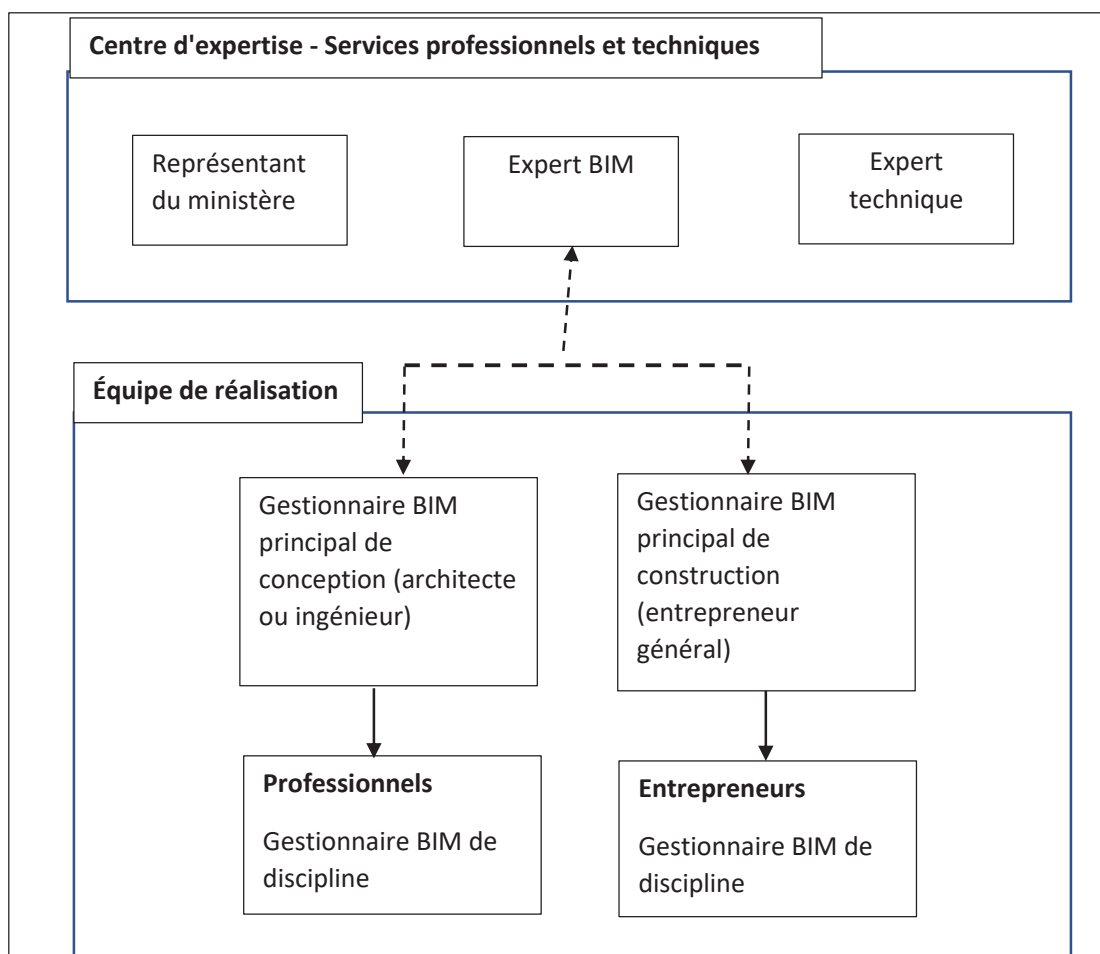 Centre d'expertise - Services professionnels et techniques
Représentant
du ministère
Expert BIM
Expert
technique
Équipe de réalisation
Gestionnaire BIM
principal de
conception (architecte
ou ingénieur)
Gestionnaire BIM
principal de
construction
(entrepreneur
général)
Professionnels
Gestionnaire BIM de
discipline
Entrepreneurs
Gestionnaire BIM de
discipline